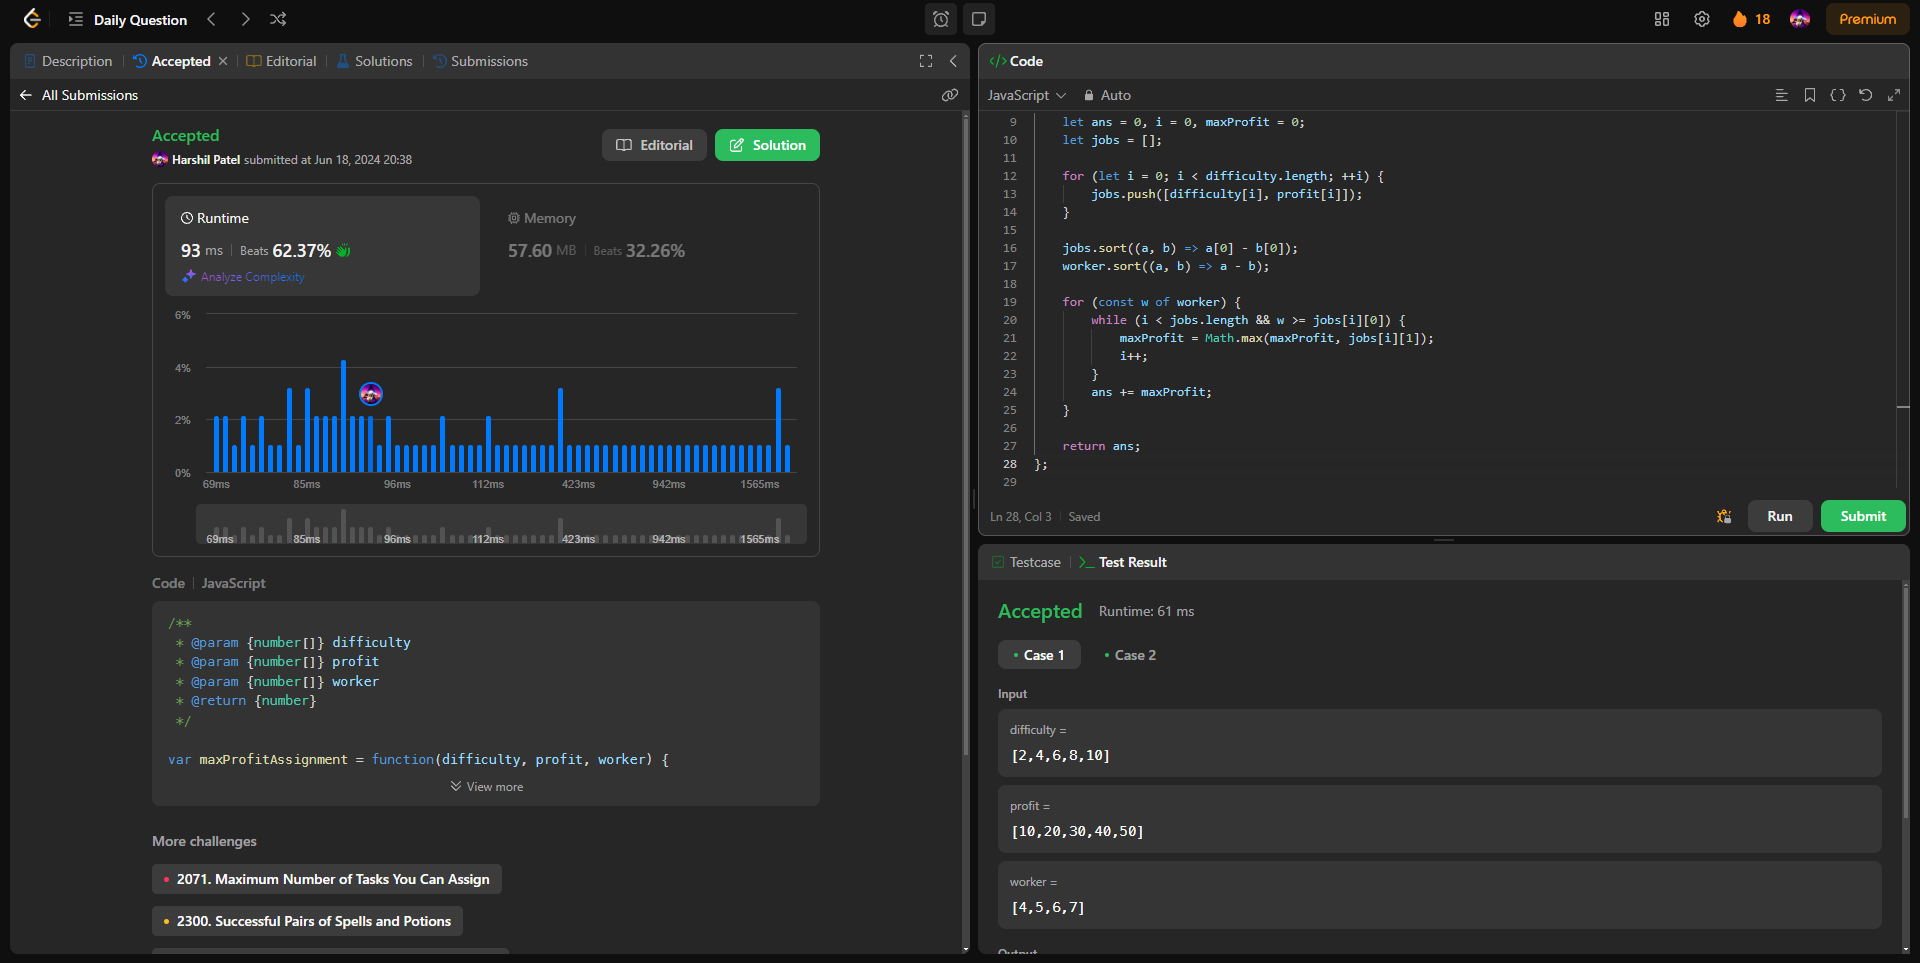 Daily Question
18
Premium
Description
Accepted
Editorial
Solutions
Submissions
All Submissions
Accepted
Harshil Patel submitted at Jun 18, 2024 20:38
Editorial
Solution
Runtime
93 ms
Beats 62.37%
Analyze Complexity
Memory
57.60 MB
Beats 32.26%
6%
4%
2%
0%
69ms 85ms 96ms 112ms 423ms 942ms 1565ms
69ms 85ms 96ms 112ms 423ms 942ms 1565ms
Code | JavaScript
/**
* @param {number[]} difficulty
* @param {number[]} profit
* @param {number[]} worker
* @return {number}
*/
var maxProfitAssignment = function(difficulty, profit, worker) {
View more
More challenges
2071. Maximum Number of Tasks You Can Assign
2300. Successful Pairs of Spells and Potions
</> Code
JavaScript
Auto
9 let ans = 0, i = 0, maxProfit = 0;
10 let jobs = [];
11
12 for (let i = 0; i < difficulty.length; ++i) {
13 jobs.push([difficulty[i], profit[i]]);
14 }
15
16 jobs.sort((a, b) => a[0] - b[0]);
17 worker.sort((a, b) => a - b);
18
19 for (const w of worker) {
20 while (i < jobs.length && w >= jobs[i][0]) {
21 maxProfit = Math.max(maxProfit, jobs[i][1]);
22 i++;
23 }
24 ans += maxProfit;
25 }
26
27 return ans;
28 };
29
Ln 28, Col 3 | Saved
Run
Submit
Testcase
Test Result
Accepted
Runtime: 61 ms
Case 1
Case 2
Input
difficulty =
[2,4,6,8,10]
profit =
[10,20,30,40,50]
worker =
[4,5,6,7]
Output